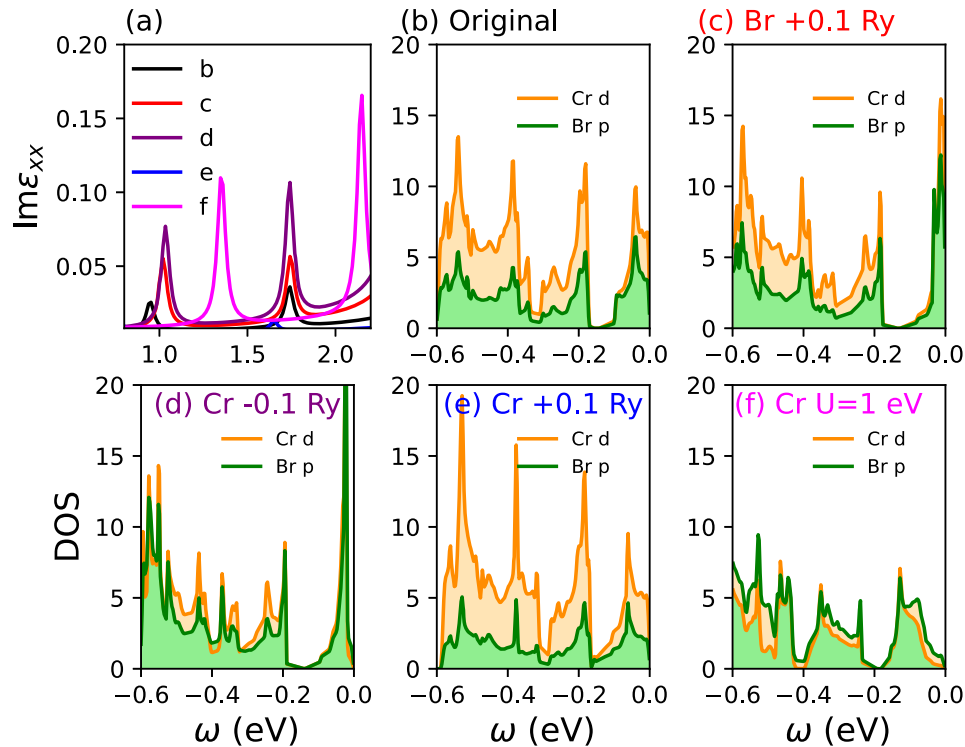 (a)
(b) Original
(c) Br +0.1 Ry
0.20
0.15
0.10
0.05
Imεxx
b
c
d
e
f
1.0 1.5 2.0
20
15
10
5
0
Cr d
Br p
−0.6 −0.4 −0.2 0.0
20
15
10
5
0
Cr d
Br p
−0.6 −0.4 −0.2 0.0
(d) Cr -0.1 Ry
(e) Cr +0.1 Ry
(f) Cr U=1 eV
20
15
10
5
0
DOS
Cr d
Br p
−0.6 −0.4 −0.2 0.0
ω (eV)
20
15
10
5
0
Cr d
Br p
−0.6 −0.4 −0.2 0.0
ω (eV)
20
15
10
5
0
Cr d
Br p
−0.6 −0.4 −0.2 0.0
ω (eV)